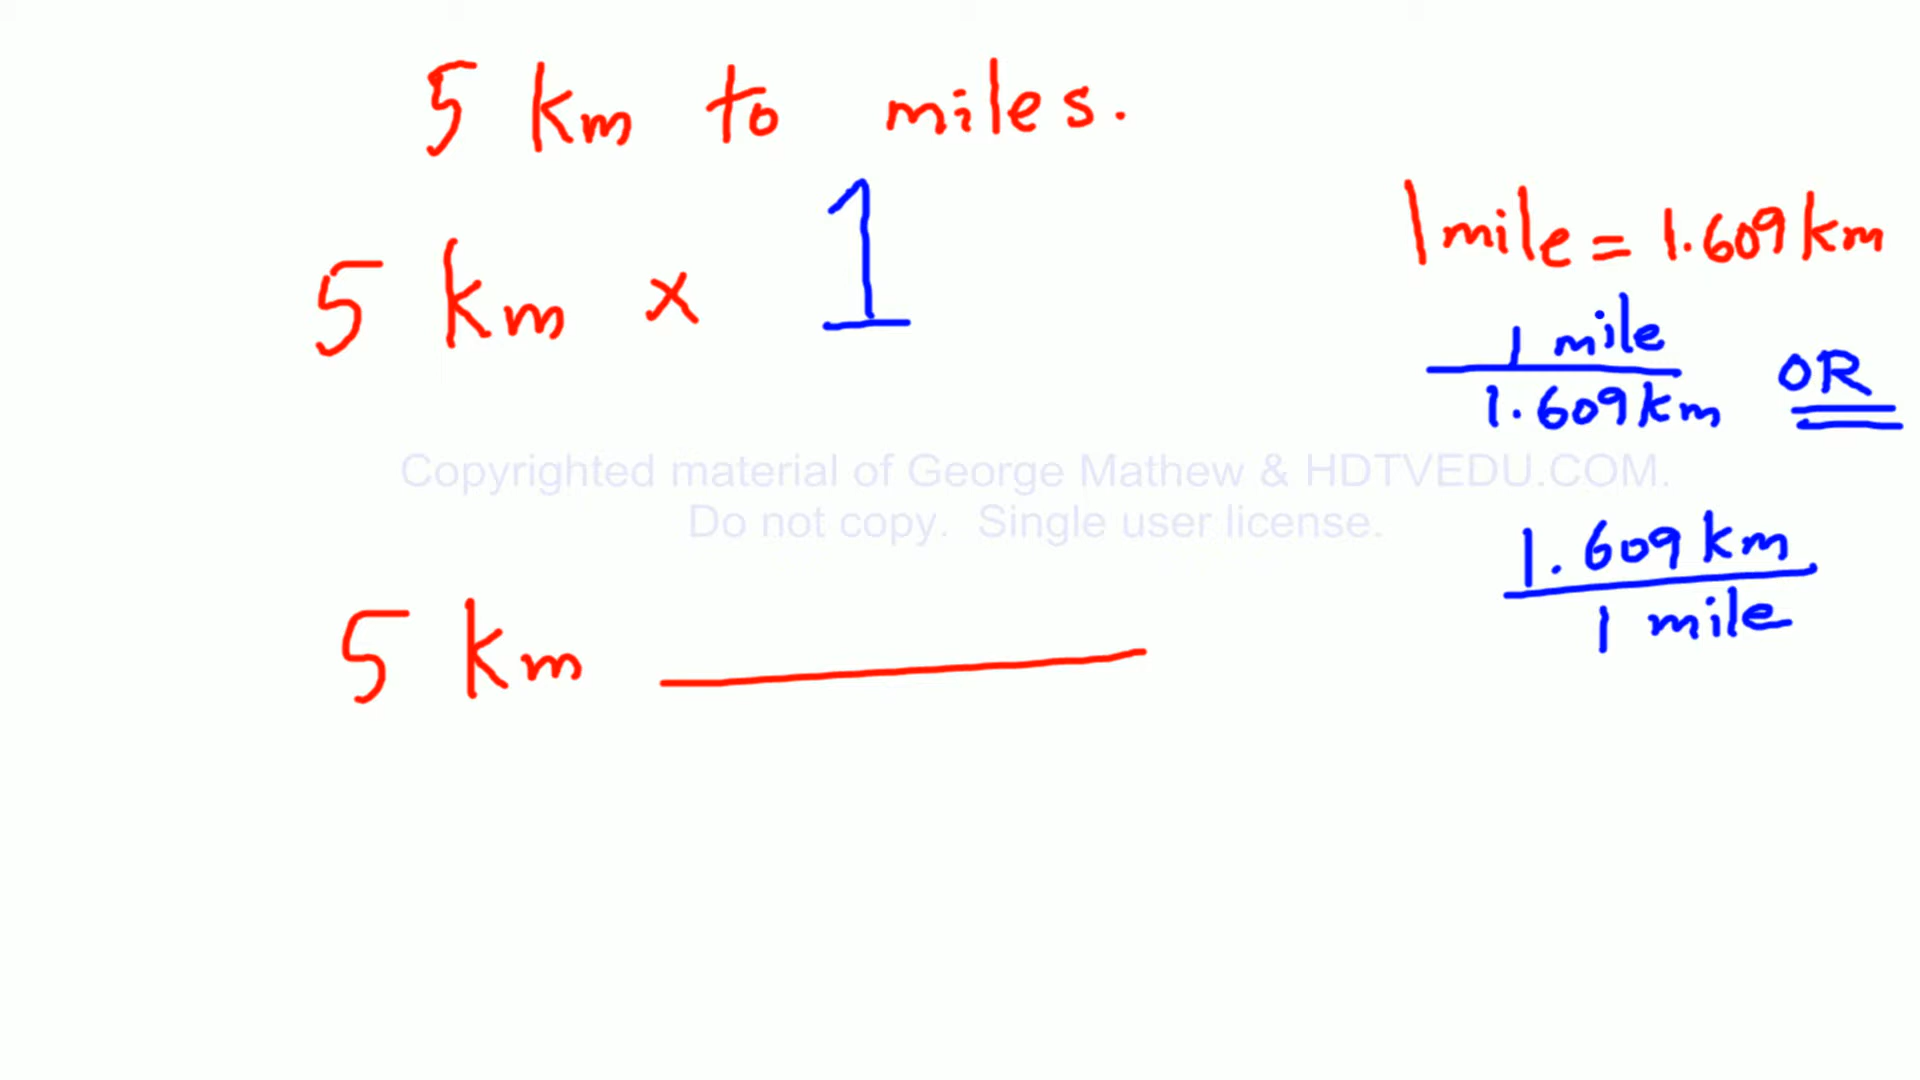 5 km to miles.
5 km x 1
1 mile = 1.609 km
1 mile
1.609 km
OR
Copyrighted material of George Mathew & HDTVEDU.COM.
Do not copy. Single user license.
1.609 km
1 mile
5 km